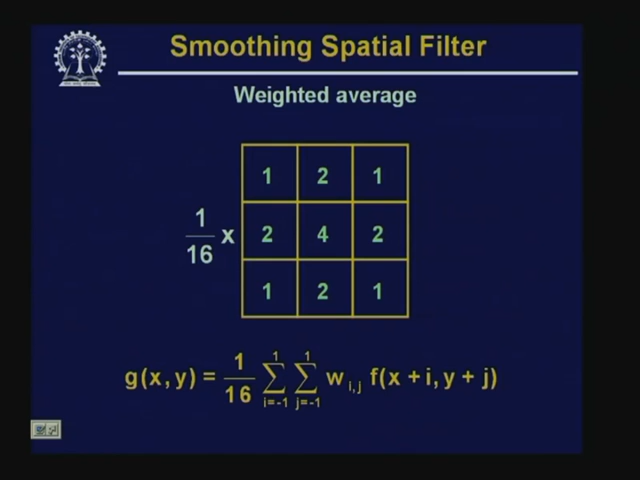 Smoothing Spatial Filter
Weighted average
1 2 1
1/16 x 2 4 2
1 2 1
g(x,y) = 1/16 ∑_{i=-1}^{1} ∑_{j=-1}^{1} w_{i,j} f(x + i, y + j)